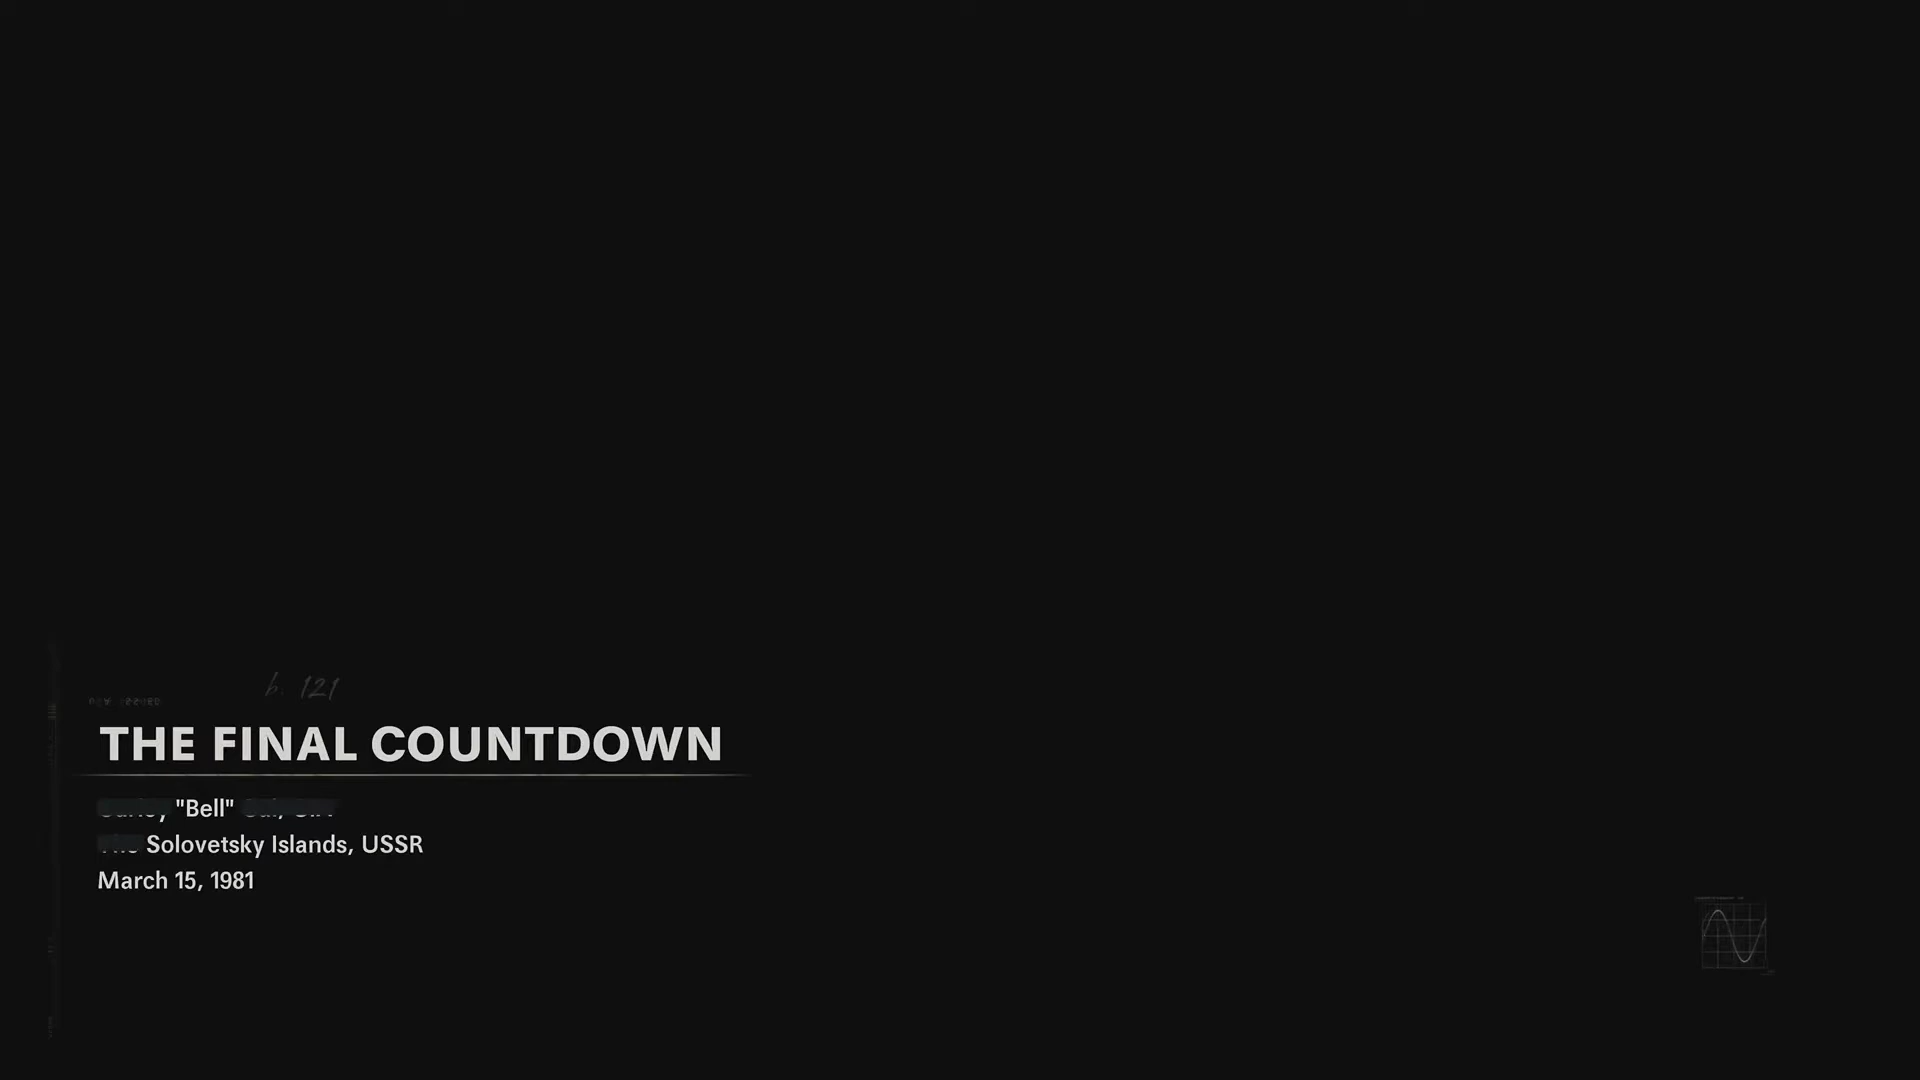 b. 121
THE FINAL COUNTDOWN
"Bell"
Solovetsky Islands, USSR
March 15, 1981